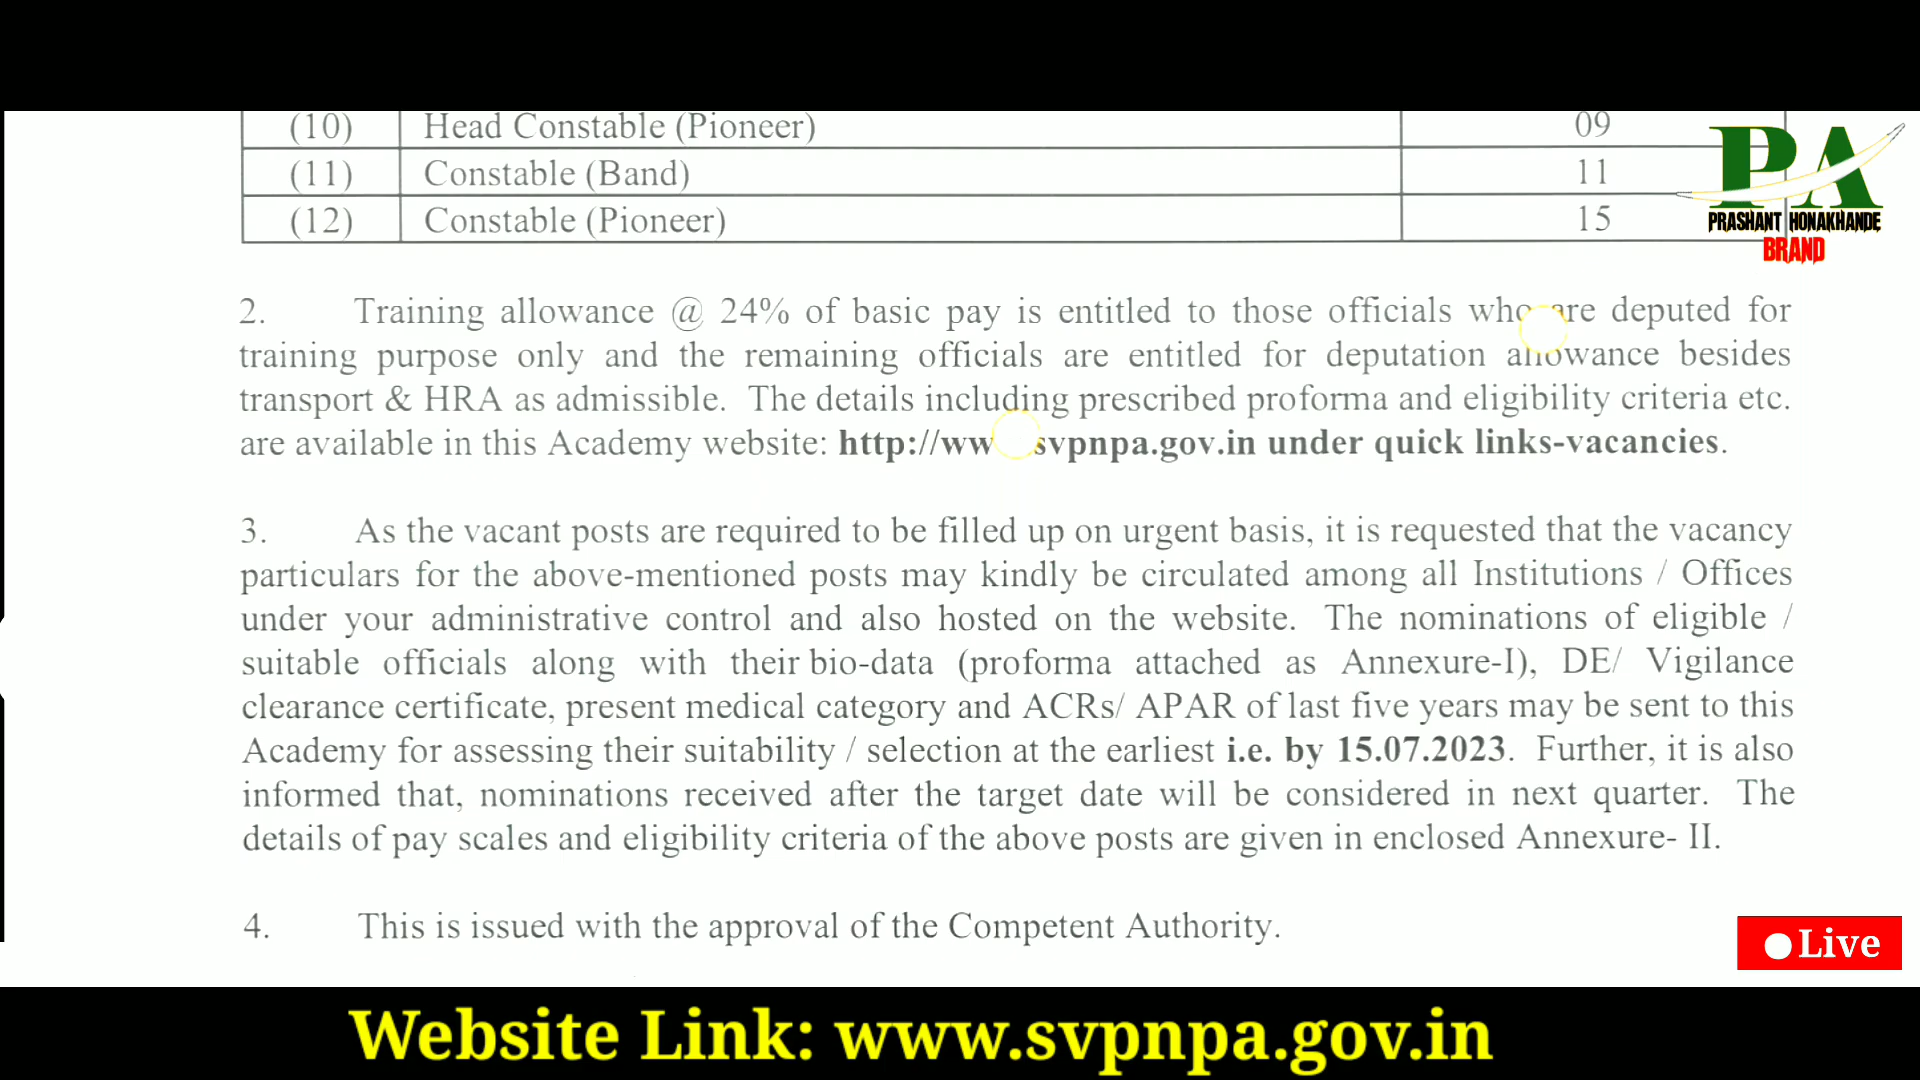 (10) Head Constable (Pioneer) 09
(11) Constable (Band) 11
(12) Constable (Pioneer) 15
PA
PRASHANT HONAKHANDE
BRAND
2. Training allowance @ 24% of basic pay is entitled to those officials who are deputed for
training purpose only and the remaining officials are entitled for deputation allowance besides
transport & HRA as admissible. The details including prescribed proforma and eligibility criteria etc.
are available in this Academy website: http://www.svpnpa.gov.in under quick links-vacancies.
3. As the vacant posts are required to be filled up on urgent basis, it is requested that the vacancy
particulars for the above-mentioned posts may kindly be circulated among all Institutions / Offices
under your administrative control and also hosted on the website. The nominations of eligible /
suitable officials along with their bio-data (proforma attached as Annexure-I), DE/ Vigilance
clearance certificate, present medical category and ACRs/ APAR of last five years may be sent to this
Academy for assessing their suitability / selection at the earliest i.e. by 15.07.2023. Further, it is also
informed that, nominations received after the target date will be considered in next quarter. The
details of pay scales and eligibility criteria of the above posts are given in enclosed Annexure- II.
4. This is issued with the approval of the Competent Authority.
Live
Website Link: www.svpnpa.gov.in